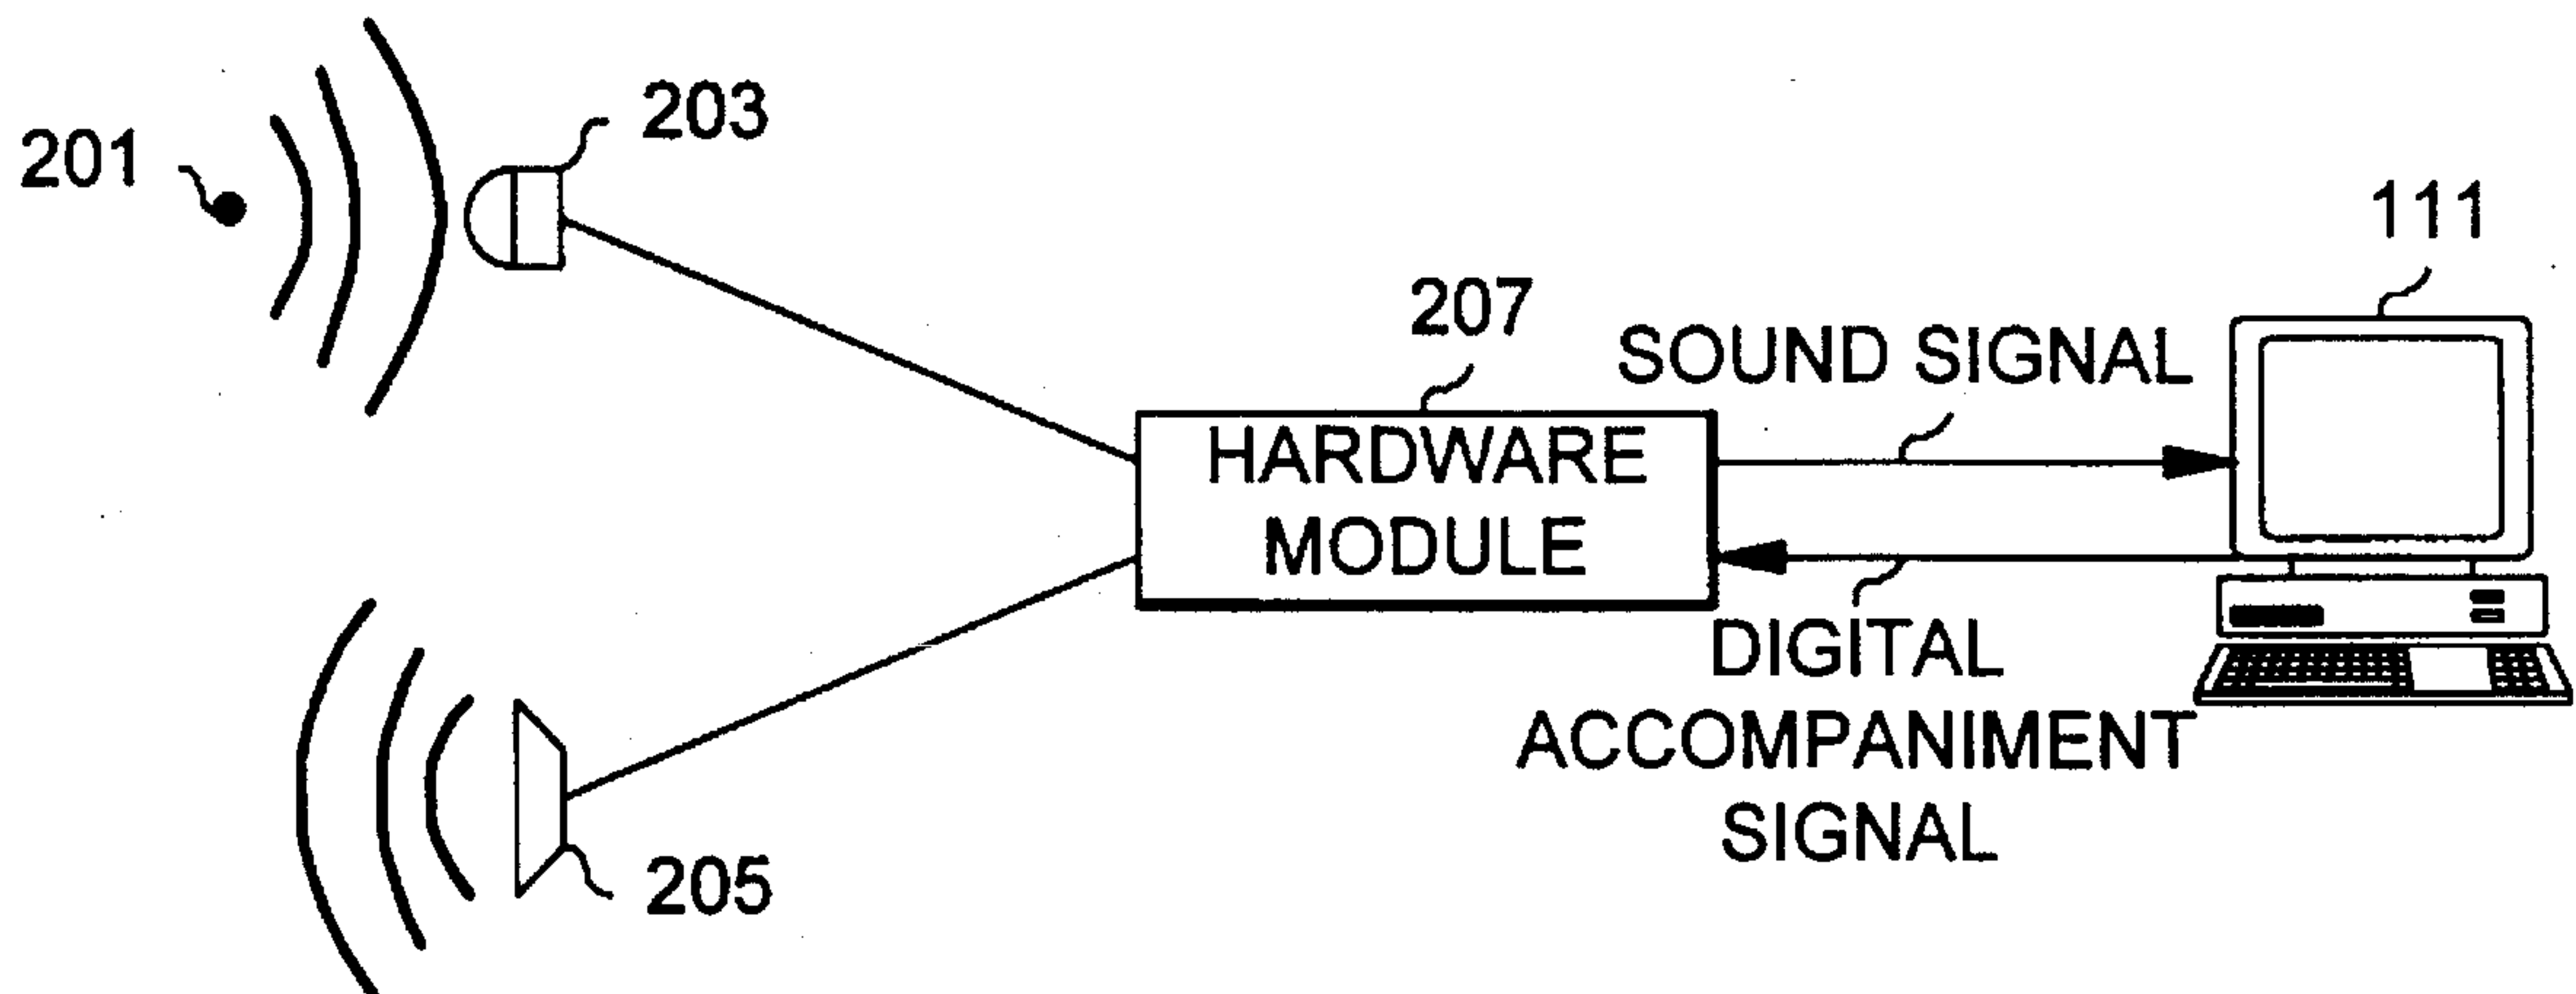 203
201
111
207
SOUND SIGNAL
HARDWARE
MODULE
DIGITAL
ACCOMPANIMENT
SIGNAL
205